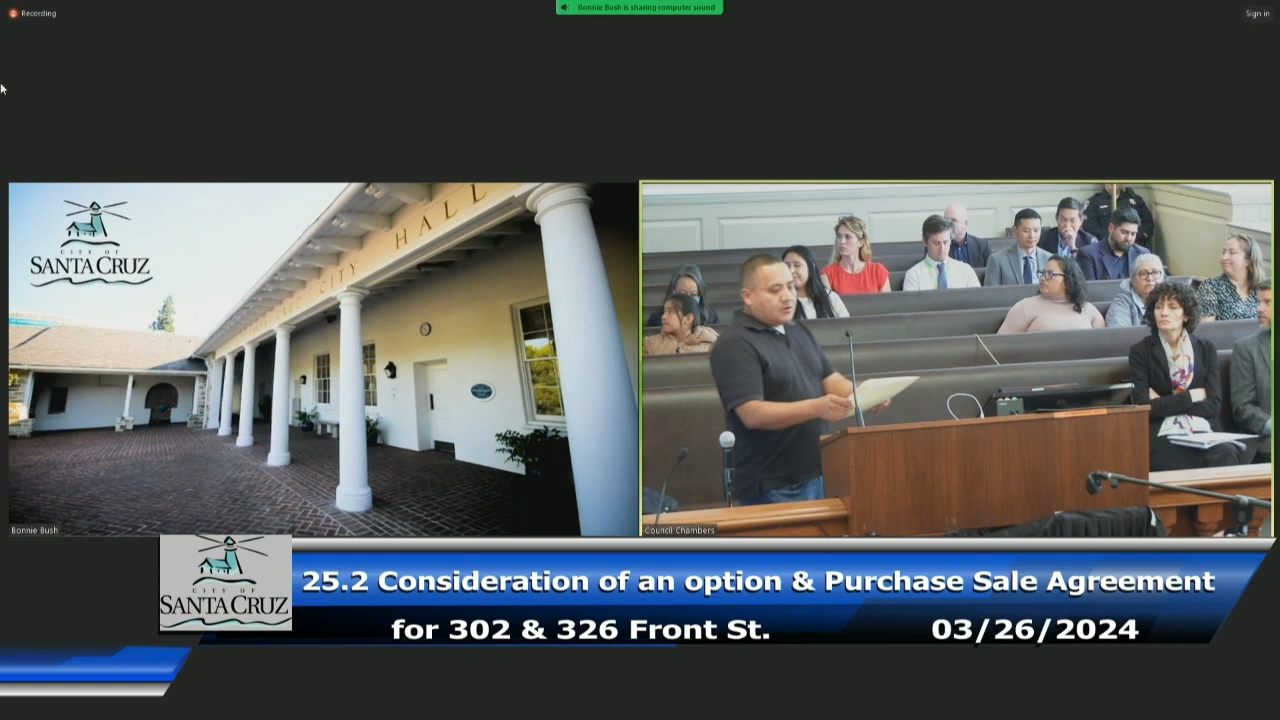 Recording
Bonnie Bush is sharing computer sound
Sign in
CITY OF
SANTA CRUZ
CITY HALL
Bonnie Bush
Council Chambers
CITY OF
SANTA CRUZ
25.2 Consideration of an option & Purchase Sale Agreement
for 302 & 326 Front St.
03/26/2024